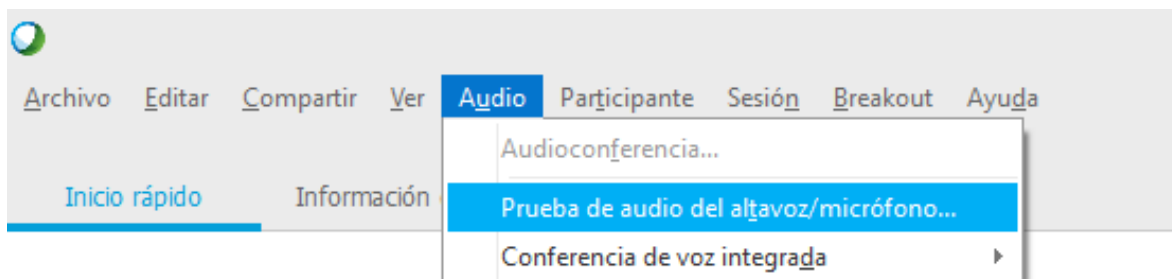 Archivo Editar Compartir Ver Audio Participante Sesión Breakout Ayuda
Audioconferencia...
Inicio rápido Información
Prueba de audio del altavoz/micrófono...
Conferencia de voz integrada